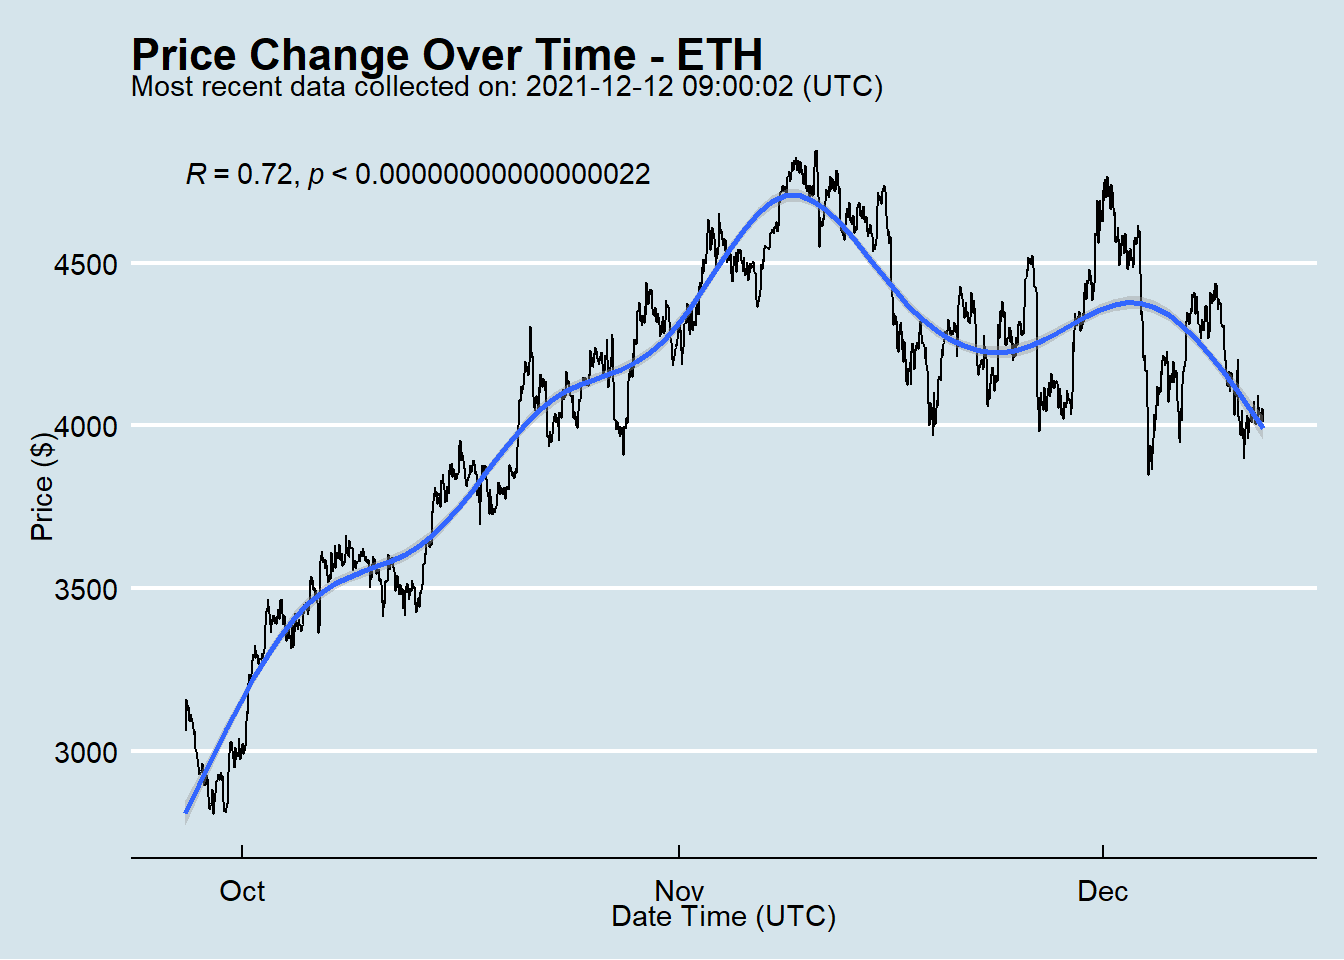 Price Change Over Time - ETH
Most recent data collected on: 2021-12-12 09:00:02 (UTC)
R = 0.72, p < 0.00000000000000022
4500
4000
3500
3000
Price ($)
Oct
Nov
Dec
Date Time (UTC)